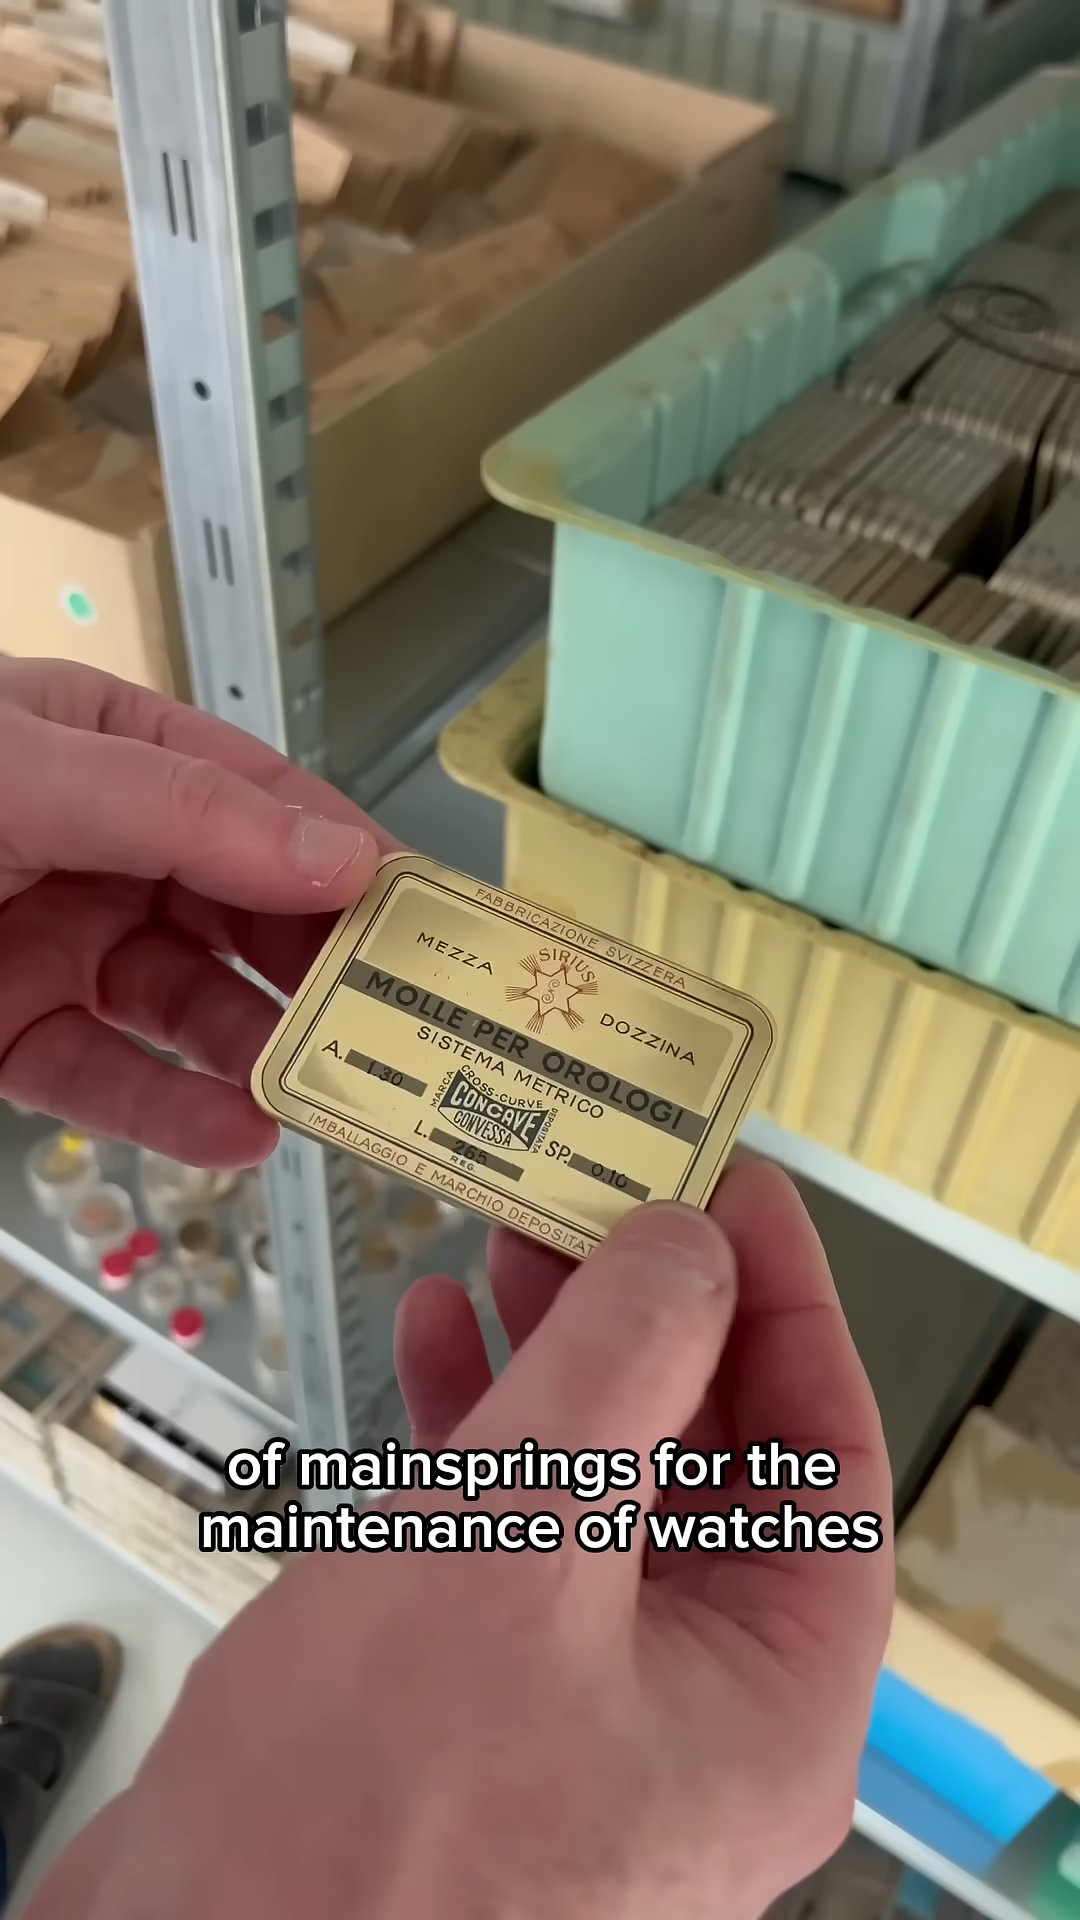 FABBRICAZIONE SVIZZERA
MEZZA
SIRIUS
DOZZINA
MOLLE PER OROLOGI
SISTEMA METRICO
A. 1.30
MARCA
CROSS-CURVE
CONCAVE
CONVESSA
DEPOSITATA
L. 265
REG.
SP. 0.10
IMBALLAGGIO E MARCHIO DEPOSITAT
of mainsprings for the
maintenance of watches